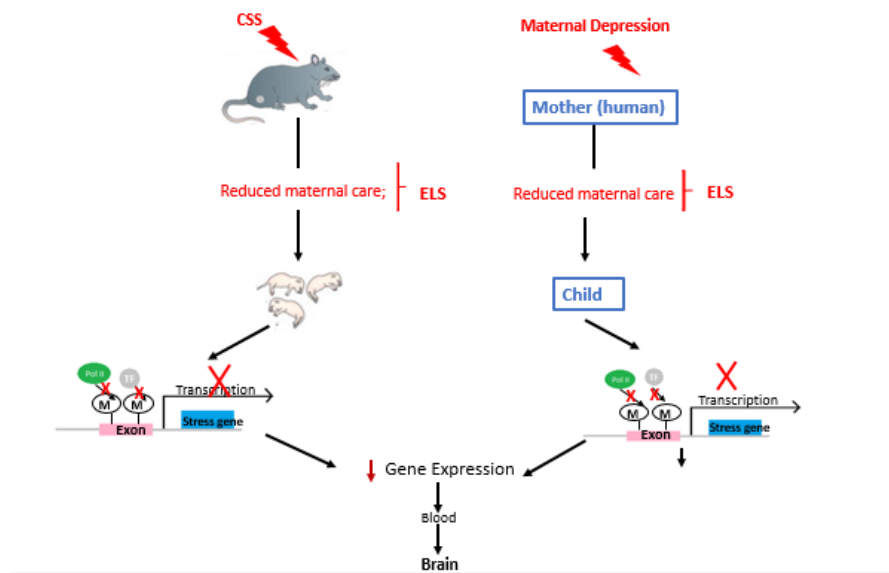 CSS
Maternal Depression
Mother (human)
Reduced maternal care;
ELS
Reduced maternal care
ELS
Child
Pol II
TF
Transcription
M
M
Exon
Stress gene
Pol II
TF
Transcription
M
M
Exon
Stress gene
Gene Expression
Blood
Brain